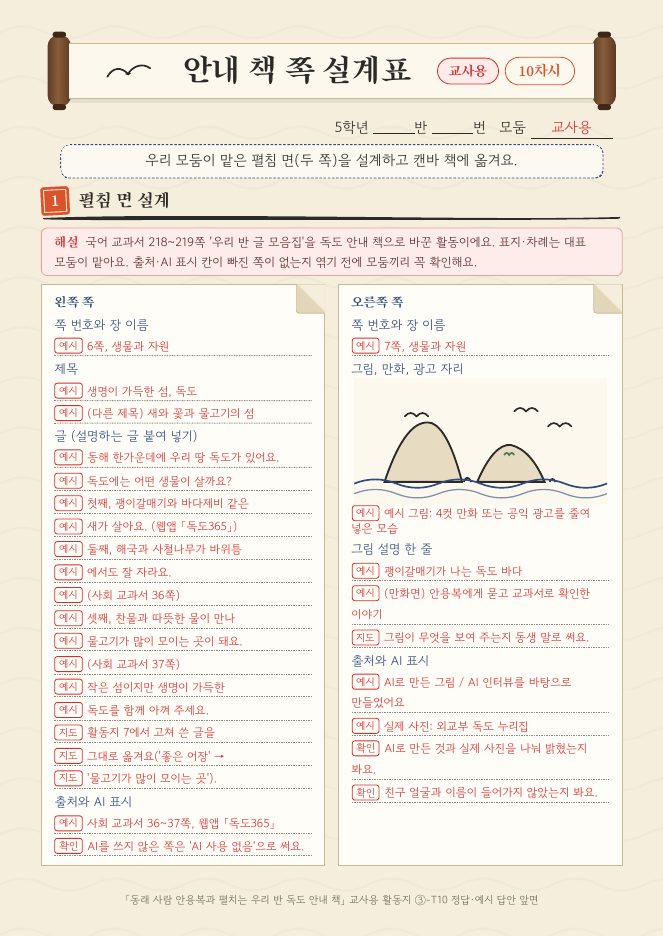 안내 책 쪽 설계표 교사용 10차시
5학년 ______반 ______번 모둠 교사용
우리 모둠이 맡은 펼침 면(두 쪽)을 설계하고 캔바 책에 옮겨요.
1 펼침 면 설계
해설 국어 교과서 218~219쪽 '우리 반 글 모음집'을 독도 안내 책으로 바꾼 활동이에요. 표지·차례는 대표
모둠이 맡아요. 출처·AI 표시 칸이 빠진 쪽이 없는지 엮기 전에 모둠끼리 꼭 확인해요.
왼쪽 쪽
쪽 번호와 장 이름
예시 6쪽, 생물과 자원
제목
예시 생명이 가득한 섬, 독도
예시 (다른 제목) 새와 꽃과 물고기의 섬
글 (설명하는 글 붙여 넣기)
예시 동해 한가운데에 우리 땅 독도가 있어요.
예시 독도에는 어떤 생물이 살까요?
예시 첫째, 괭이갈매기와 바다제비 같은
예시 새가 살아요. (웹앱 「독도365」)
예시 둘째, 해국과 사철나무가 바위틈
예시 에서도 잘 자라요.
예시 (사회 교과서 36쪽)
예시 셋째, 찬물과 따뜻한 물이 만나
예시 물고기가 많이 모이는 곳이 돼요.
예시 (사회 교과서 37쪽)
예시 작은 섬이지만 생명이 가득한
예시 독도를 함께 아껴 주세요.
지도 활동지 7에서 고쳐 쓴 글을
지도 그대로 옮겨요('좋은 어장' →
지도 '물고기가 많이 모이는 곳').
출처와 AI 표시
예시 사회 교과서 36~37쪽, 웹앱 「독도365」
확인 AI를 쓰지 않은 쪽은 'AI 사용 없음'으로 써요.
오른쪽 쪽
쪽 번호와 장 이름
예시 7쪽, 생물과 자원
그림, 만화, 광고 자리
예시 예시 그림: 4컷 만화 또는 공익 광고를 줄여
넣은 모습
그림 설명 한 줄
예시 괭이갈매기가 나는 독도 바다
예시 (만화면) 안용복에게 묻고 교과서로 확인한
이야기
지도 그림이 무엇을 보여 주는지 동생 말로 써요.
출처와 AI 표시
예시 AI로 만든 그림 / AI 인터뷰를 바탕으로
만들었어요
예시 실제 사진: 외교부 독도 누리집
확인 AI로 만든 것과 실제 사진을 나눠 밝혔는지
봐요.
확인 친구 얼굴과 이름이 들어가지 않았는지 봐요.
「동래 사람 안용복과 펼치는 우리 반 독도 안내 책」 교사용 활동지 ③-T10 정답·예시 답안 앞면